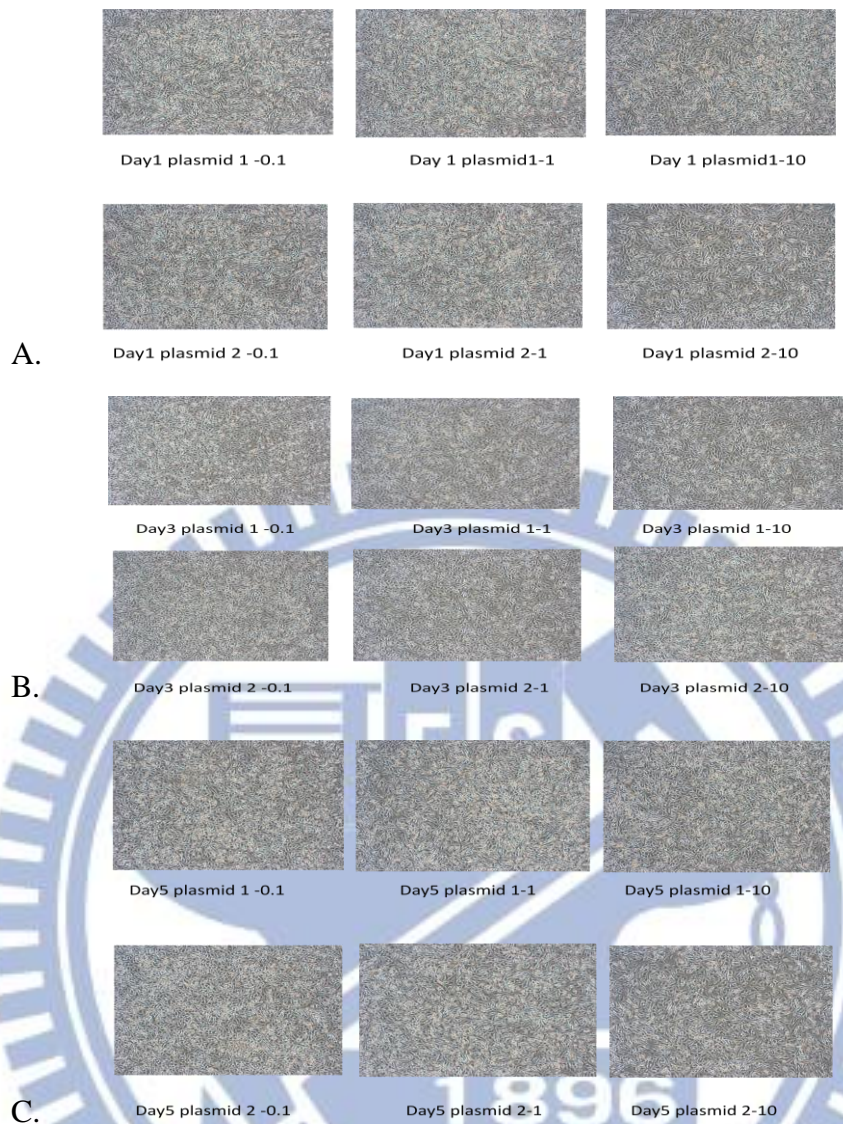 Day1 plasmid 1 -0.1 Day 1 plasmid1-1 Day 1 plasmid1-10
A. Day1 plasmid 2 -0.1 Day1 plasmid 2-1 Day1 plasmid 2-10
Day3 plasmid 1 -0.1 Day3 plasmid 1-1 Day3 plasmid 1-10
B. Day3 plasmid 2 -0.1 Day3 plasmid 2-1 Day3 plasmid 2-10
Day5 plasmid 1 -0.1 Day5 plasmid 1-1 Day5 plasmid 1-10
C. Day5 plasmid 2 -0.1 Day5 plasmid 2-1 Day5 plasmid 2-10
1896